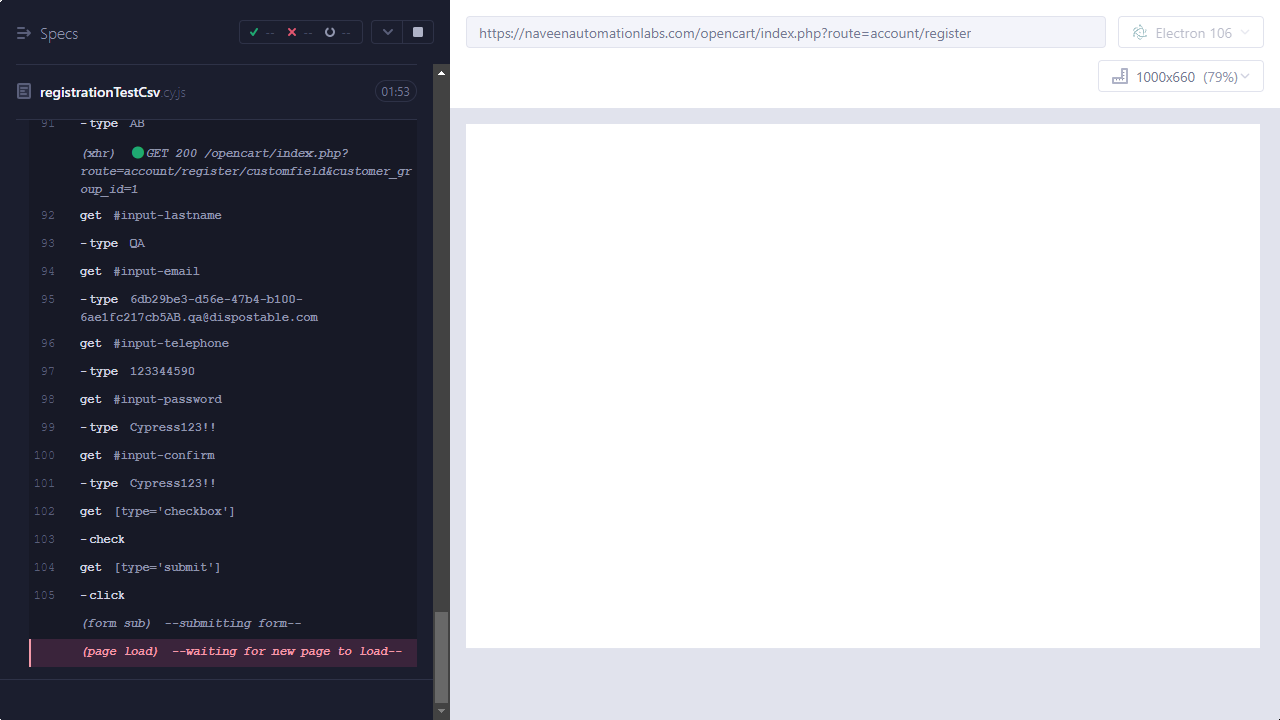 Specs
-- -- --
https://naveenautomationlabs.com/opencart/index.php?route=account/register
Electron 106
1000x660 (79%)
registrationTestCsv.cy.js
01:53
91 -type AB
(xhr) GET 200 /opencart/index.php?
route=account/register/customfield&customer_gr
oup_id=1
92 get #input-lastname
93 -type QA
94 get #input-email
95 -type 6db29be3-d56e-47b4-b100-
6ae1fc217cb5AB.qa@dispostable.com
96 get #input-telephone
97 -type 123344590
98 get #input-password
99 -type Cypress123!!
100 get #input-confirm
101 -type Cypress123!!
102 get [type='checkbox']
103 -check
104 get [type='submit']
105 -click
(form sub) --submitting form--
(page load) --waiting for new page to load--